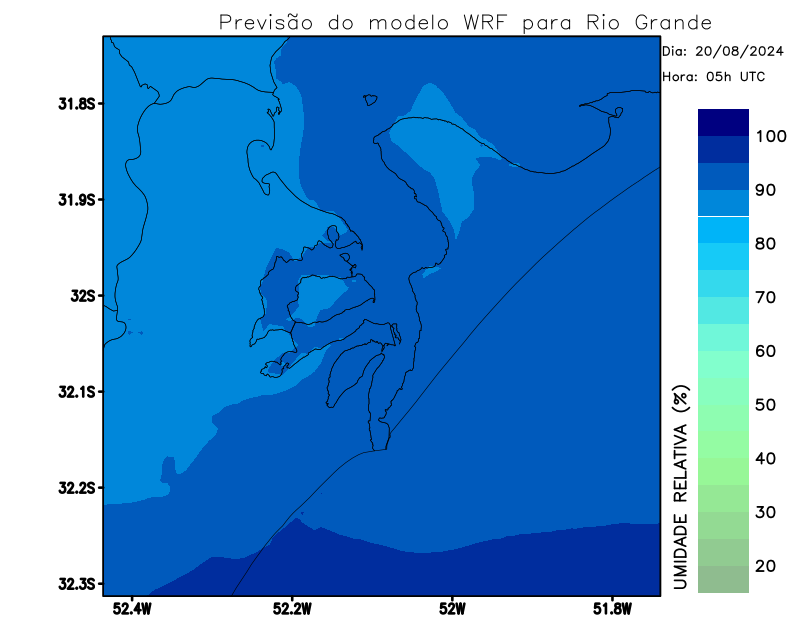 Previsão do modelo WRF para Rio Grande
Dia: 20/08/2024
Hora: 05h UTC
31.8S
31.9S
32S
32.1S
32.2S
32.3S
52.4W
52.2W
52W
51.8W
100
90
80
70
60
50
40
30
20
UMIDADE RELATIVA (%)